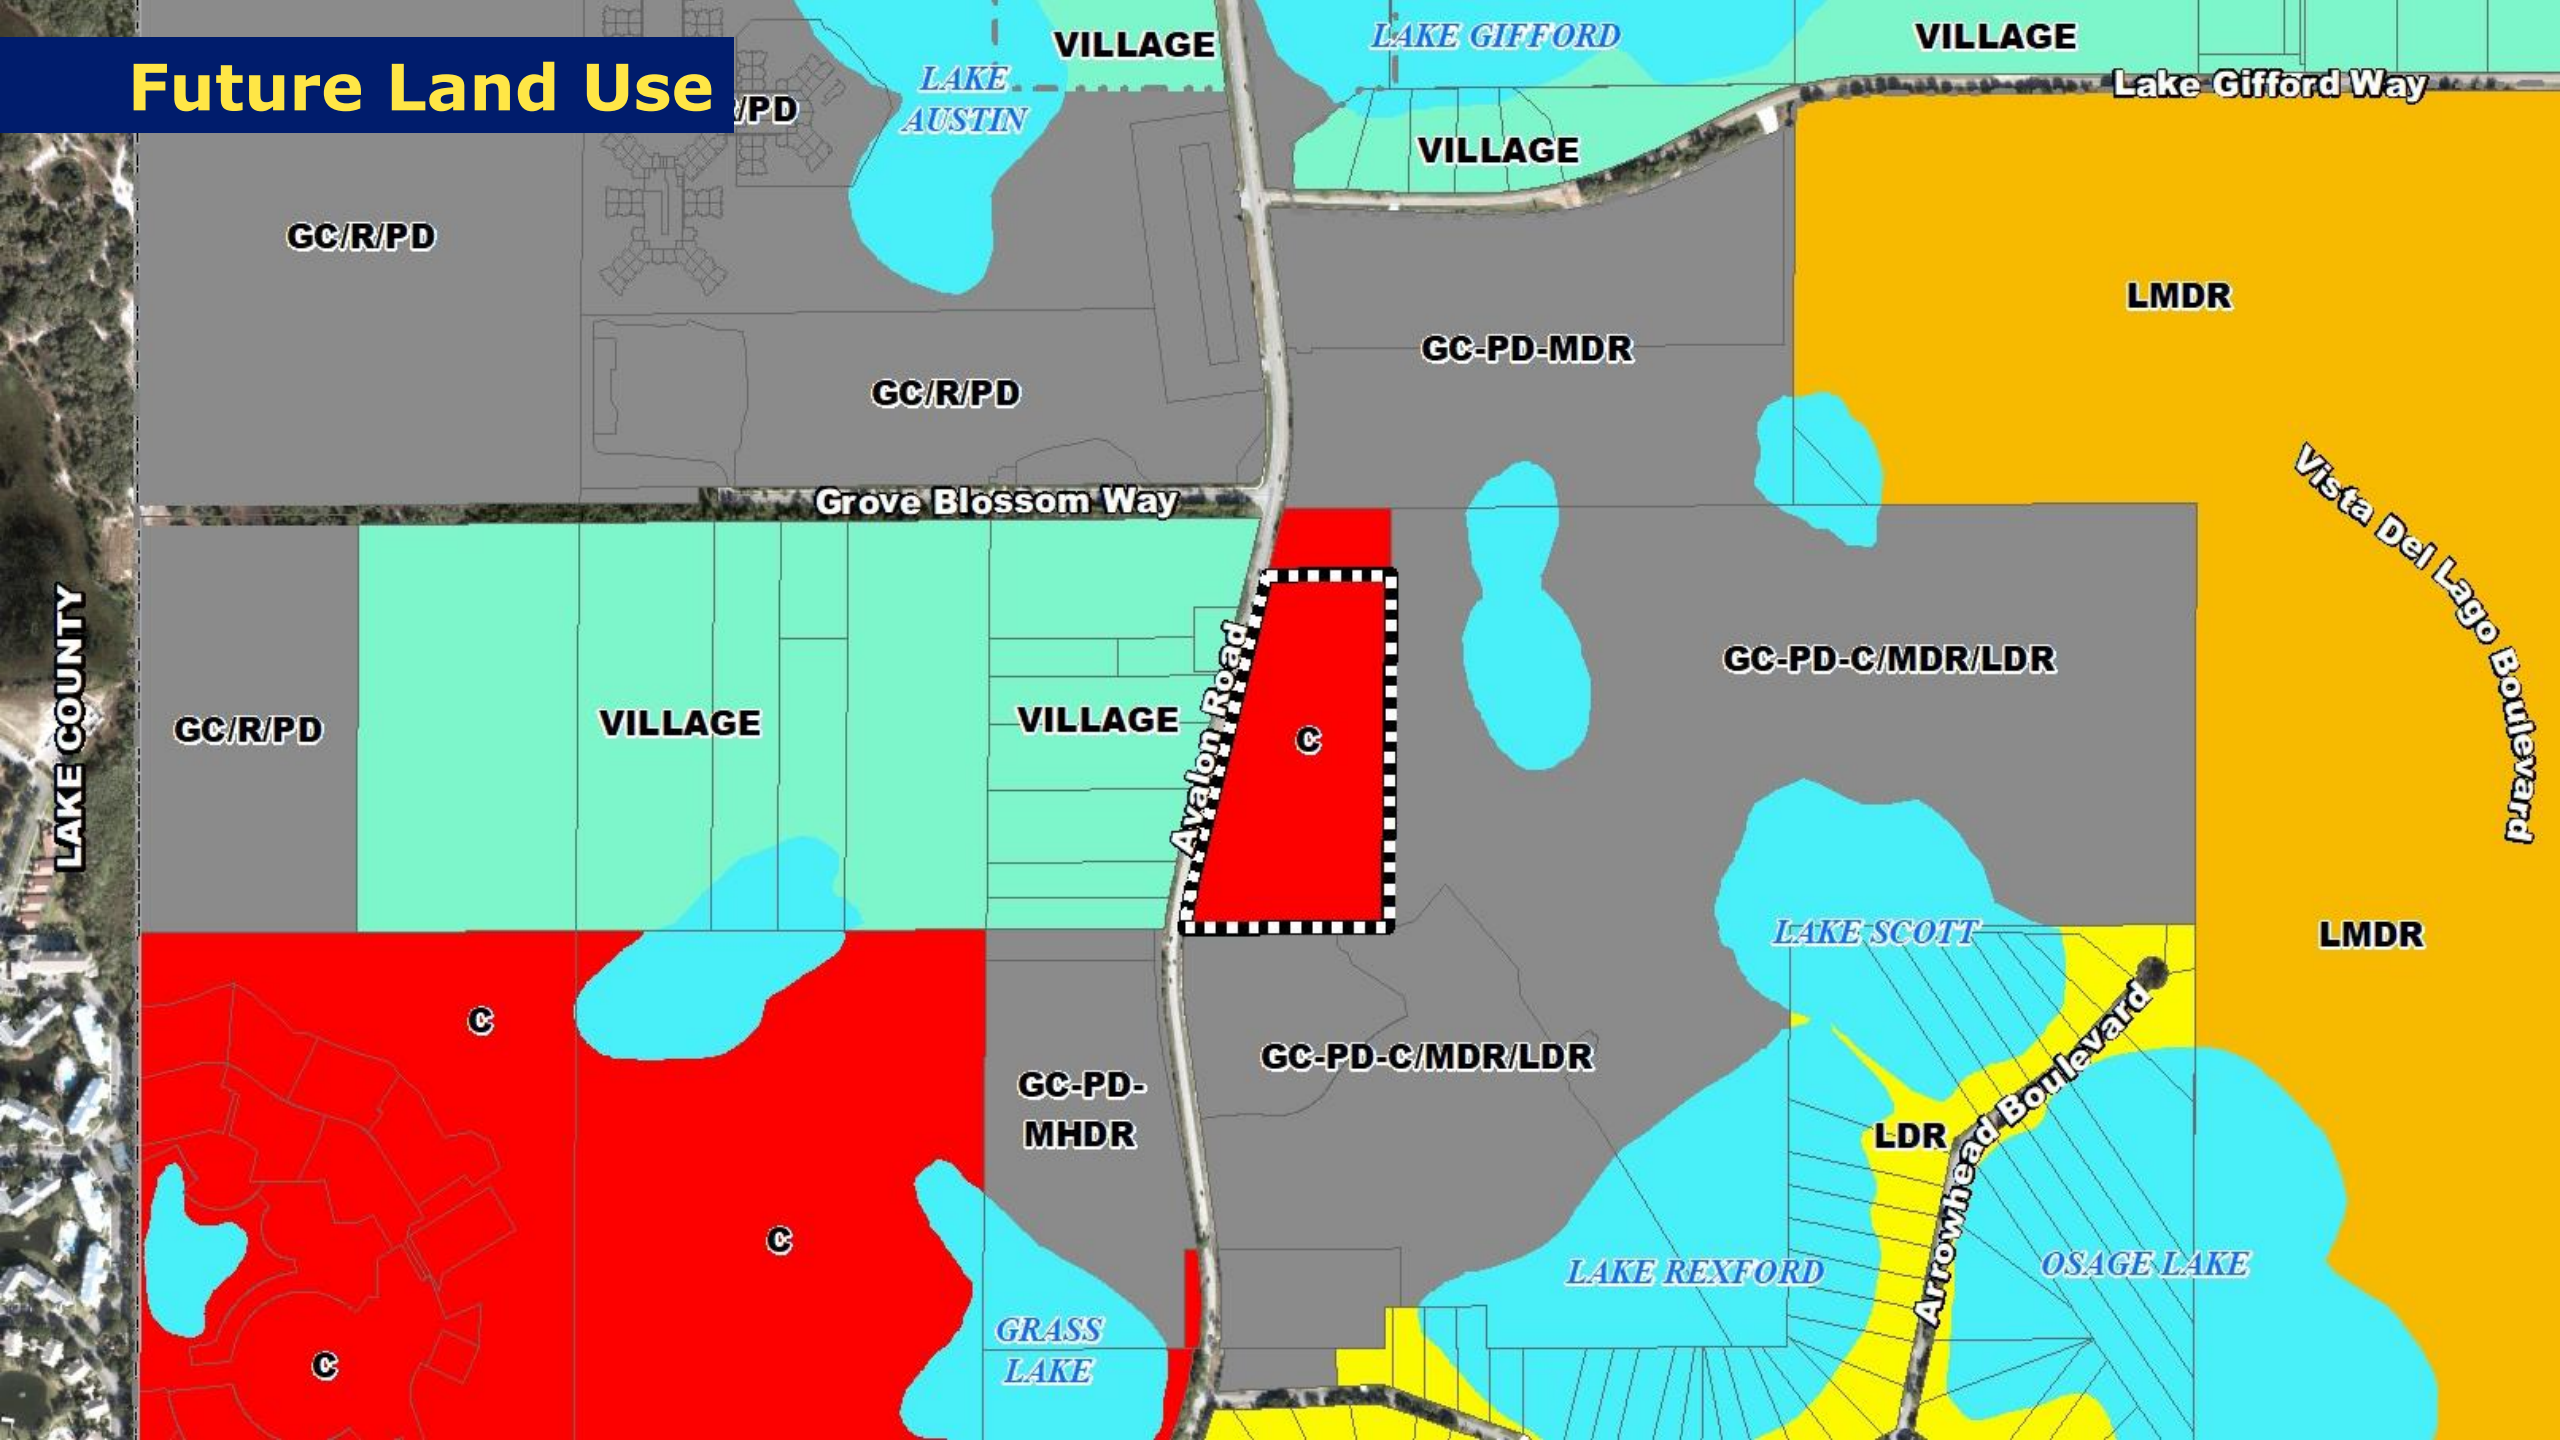 Future Land Use
VILLAGE
LAKE GIFFORD
VILLAGE
LAKE
AUSTIN
Lake Gifford Way
/PD
VILLAGE
GC/R/PD
LMDR
GC-PD-MDR
GC/R/PD
Grove Blossom Way
Vista Del Lago Boulevard
LAKE COUNTY
GC/R/PD
VILLAGE
VILLAGE
Avalon Road
C
GC-PD-C/MDR/LDR
LAKE SCOTT
LMDR
C
GC-PD-
MHDR
GC-PD-C/MDR/LDR
LDR
Arrowhead Boulevard
C
LAKE REXFORD
OSAGE LAKE
GRASS
LAKE
C